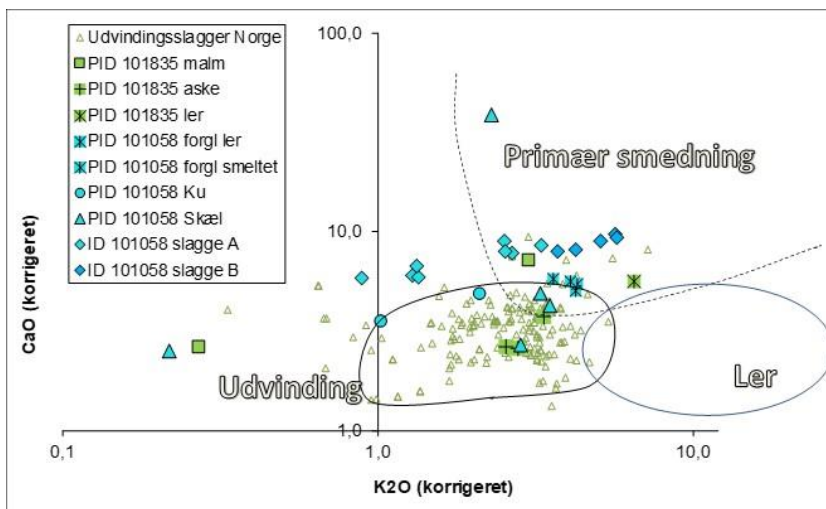 Udvindingsslagger Norge
PID 101835 malm
PID 101835 aske
PID 101835 ler
PID 101058 forgl ler
PID 101058 forgl smeltet
PID 101058 Ku
PID 101058 Skæl
ID 101058 slagge A
ID 101058 slagge B
100,0
Primær smedning
10,0
CaO (korrigeret)
Udvinding
Ler
1,0
0,1
1,0
10,0
K2O (korrigeret)